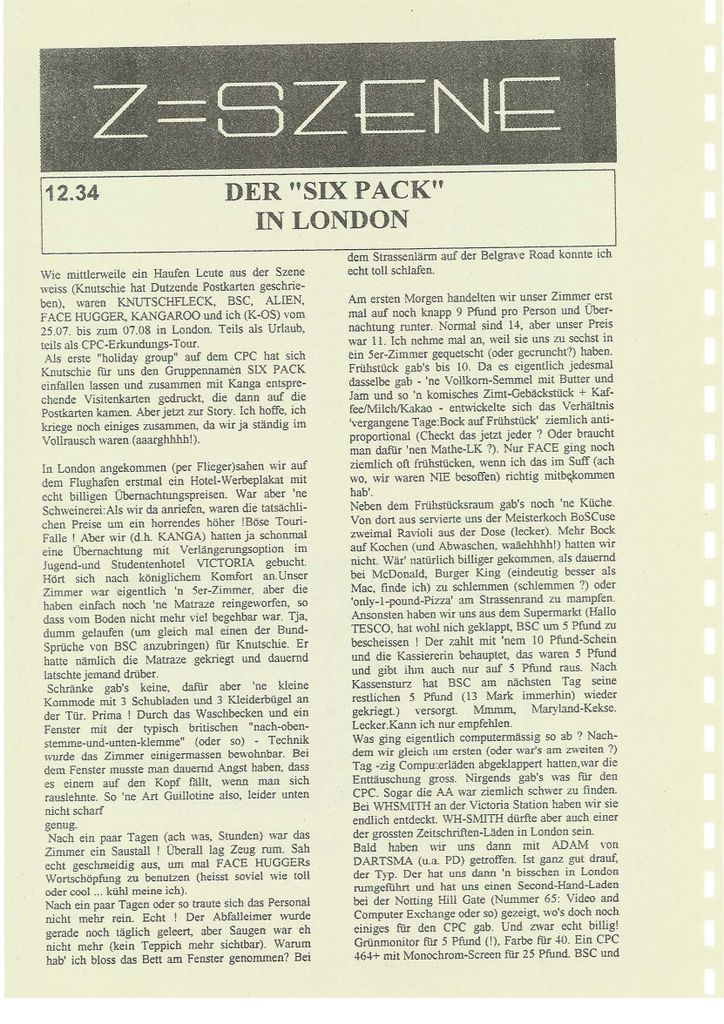 Z=SZENE
12.34
DER "SIX PACK"
IN LONDON
Wie mittlerweile ein Haufen Leute aus der Szene
weiss (Knutschie hat Dutzende Postkarten geschrie-
ben), waren KNUTSCHFLECK, BSC, ALIEN,
FACE HUGGER, KANGAROO und ich (K-OS) vom
25.07. bis zum 07.08 in London. Teils als Urlaub,
teils als CPC-Erkundungs-Tour.
Als erste "holiday group" auf dem CPC hat sich
Knutschie für uns den Gruppennamen SIX PACK
einfallen lassen und zusammen mit Kanga entspre-
chende Visitenkarten gedruckt, die dann auf die
Postkarten kamen. Aber jetzt zur Story. Ich hoffe, ich
kriege noch einiges zusammen, da wir ja ständig im
Vollrausch waren (aaarghhhh!).
In London angekommen (per Flieger)sahen wir auf
dem Flughafen erstmal ein Hotel-Werbeplakat mit
echt billigen Übernachtungspreisen. War aber 'ne
Schweinerei:Als wir da anriefen, waren die tatsächli-
chen Preise um ein horrendes höher !Böse Touri-
Falle ! Aber wir (d.h. KANGA) hatten ja schonmal
eine Übernachtung mit Verlängerungsoption im
Jugend-und Studentenhotel VICTORIA gebucht.
Hört sich nach königlichem Komfort an.Unser
Zimmer war eigentlich 'n 5er-Zimmer, aber die
haben einfach noch 'ne Matraze reingeworfen, so
dass vom Boden nicht mehr viel begehbar war. Tja,
dumm gelaufen (um gleich mal einen der Bund-
Sprüche von BSC anzubringen) für Knutschie. Er
hatte nämlich die Matraze gekriegt und dauernd
latschte jemand drüber.
Schränke gab's keine, dafür aber 'ne kleine
Kommode mit 3 Schubladen und 3 Kleiderbügel an
der Tür. Prima ! Durch das Waschbecken und ein
Fenster mit der typisch britischen "nach-oben-
stemme-und-unten-klemme" (oder so) - Technik
wurde das Zimmer einigermassen bewohnbar. Bei
dem Fenster musste man dauernd Angst haben, dass
es einem auf den Kopf fällt, wenn man sich
rauslehnte. So 'ne Art Guillotine also, leider unten
nicht scharf
genug.
Nach ein paar Tagen (ach was, Stunden) war das
Zimmer ein Saustall ! Überall lag Zeug rum. Sah
echt geschmeidig aus, um mal FACE HUGGERs
Wortschöpfung zu benutzen (heisst soviel wie toll
oder cool ... kühl meine ich).
Nach ein paar Tagen oder so traute sich das Personal
nicht mehr rein. Echt ! Der Abfalleimer wurde
gerade noch täglich geleert, aber Saugen war eh
nicht mehr (kein Teppich mehr sichtbar). Warum
hab' ich bloss das Bett am Fenster genommen? Bei
dem Strassenlärm auf der Belgrave Road konnte ich
echt toll schlafen.
Am ersten Morgen handelten wir unser Zimmer erst
mal auf noch knapp 9 Pfund pro Person und Über-
nachtung runter. Normal sind 14, aber unser Preis
war 11. Ich nehme mal an, weil sie uns zu sechst in
ein 5er-Zimmer gequetscht (oder gecruncht?) haben.
Frühstück gab's bis 10. Da es eigentlich jedesmal
dasselbe gab - 'ne Vollkorn-Semmel mit Butter und
Jam und so 'n komisches Zimt-Gebäckstück + Kaf-
fee/Milch/Kakao - entwickelte sich das Verhältnis
'vergangene Tage:Bock auf Frühstück' ziemlich anti-
proportional (Checkt das jetzt jeder ? Oder braucht
man dafür 'nen Mathe-LK ?). Nur FACE ging noch
ziemlich oft frühstücken, wenn ich das im Suff (ach
wo, wir waren NIE besoffen) richtig mitbekommen
hab'.
Neben dem Frühstücksraum gab's noch 'ne Küche.
Von dort aus servierte uns der Meisterkoch BoSCuse
zweimal Ravioli aus der Dose (lecker). Mehr Bock
auf Kochen (und Abwaschen, waäehhhh!) hatten wir
nicht. Wär' natürlich billiger gekommen, als dauernd
bei McDonald, Burger King (eindeutig besser als
Mac, finde ich) zu schlemmen (schlemmen ?) oder
'only-1-pound-Pizza' am Strassenrand zu mampfen.
Ansonsten haben wir uns aus dem Supermarkt (Hallo
TESCO, hat wohl nich geklappt, BSC um 5 Pfund zu
bescheissen ! Der zahlt mit 'nem 10 Pfund-Schein
und die Kassiererin behauptet, das waren 5 Pfund
und gibt ihm auch nur auf 5 Pfund raus. Nach
Kassensturz hat BSC am nächsten Tag seine
restlichen 5 Pfund (13 Mark immerhin) wieder
gekriegt.) versorgt. Mmmm, Maryland-Kekse.
Lecker.Kann ich nur empfehlen.
Was ging eigentlich computermässig so ab ? Nach-
dem wir gleich am ersten (oder war's am zweiten ?)
Tag -zig Computerläden abgeklappert hatten,war die
Enttäuschung gross. Nirgends gab's was für den
CPC. Sogar die AA war ziemlich schwer zu finden.
Bei WHSMITH an der Victoria Station haben wir sie
endlich entdeckt. WH-SMITH dürfte aber auch einer
der grossten Zeitschriften-Läden in London sein.
Bald haben wir uns dann mit ADAM von
DARTSMA (u.a. PD) getroffen. Ist ganz gut drauf,
der Typ. Der hat uns dann 'n bisschen in London
rumgeführt und hat uns einen Second-Hand-Laden
bei der Notting Hill Gate (Nummer 65: Video and
Computer Exchange oder so) gezeigt, wo's doch noch
einiges für den CPC gab. Und zwar echt billig!
Grünmonitor für 5 Pfund (!), Farbe für 40. Ein CPC
464+ mit Monochrom-Screen für 25 Pfund. BSC und